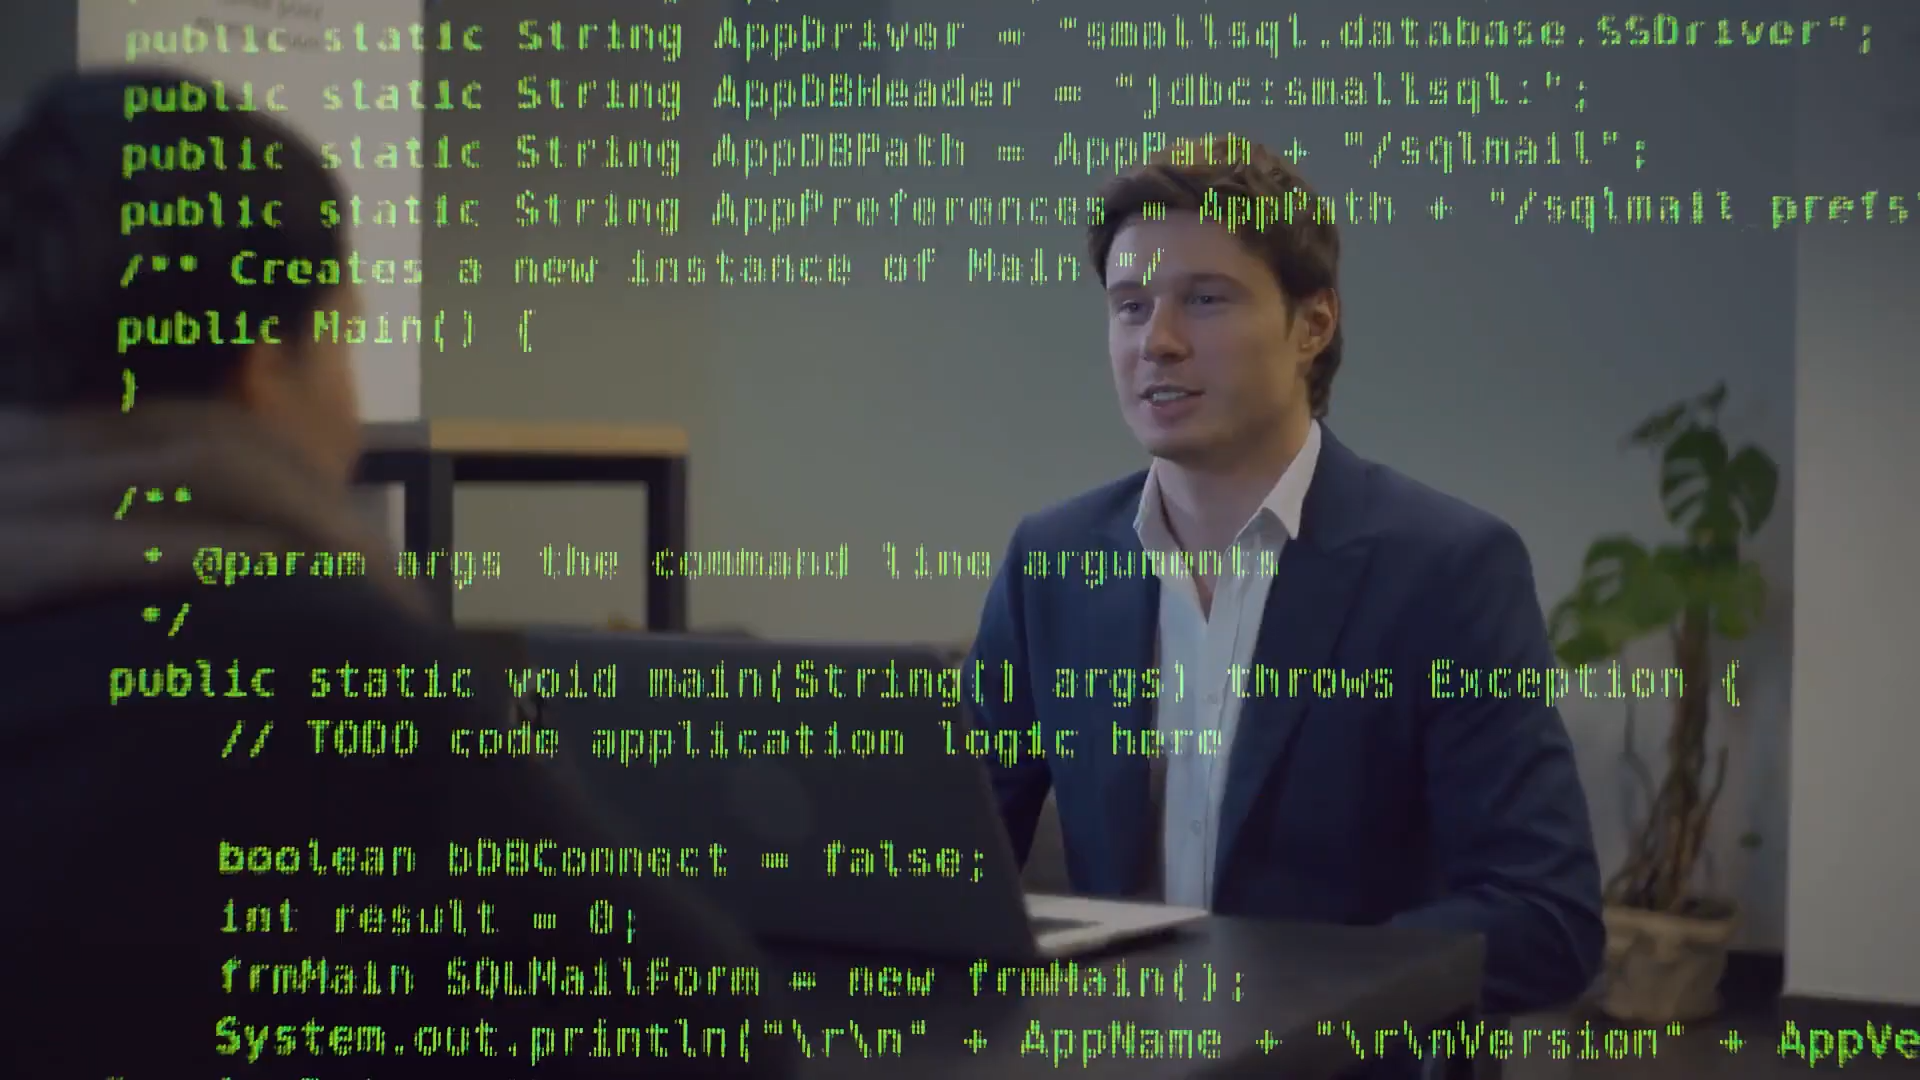 public static String AppDriver = "smallsql.database.SSDriver";
public static String AppDBHeader = "jdbc:smallsql:";
public static String AppDBPath = AppPath + "/sqlmail";
public static String AppPreferences = AppPath + "/sqlmail_prefs"
/** Creates a new instance of Main */
public Main() {
}
/**
* @param args the command line arguments
*/
public static void main(String[] args) throws Exception {
// TODO code application logic here
boolean bDBConnect = false;
int result = 0;
frmMain SQLMailForm = new frmMain();
System.out.println("\r\n" + AppName + "\r\nVersion" + AppVe